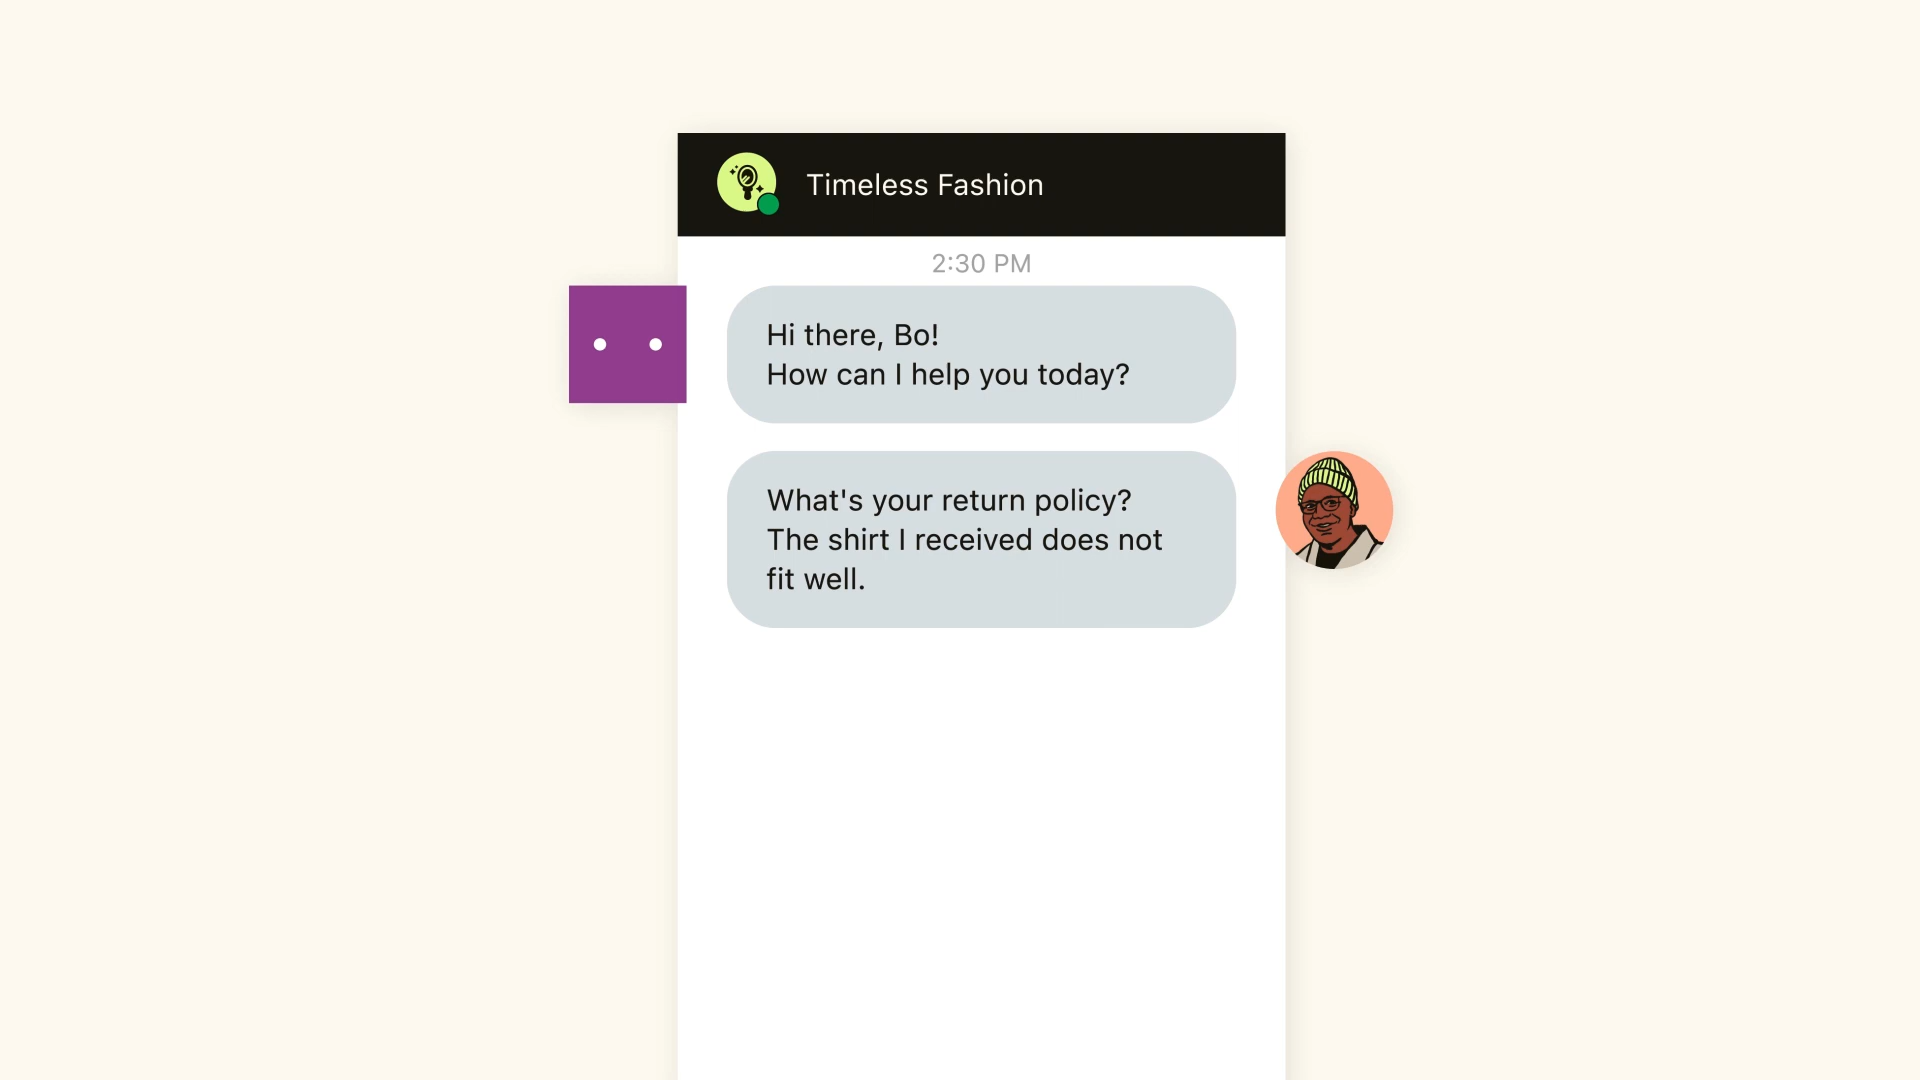 Timeless Fashion
2:30 PM
Hi there, Bo!
How can I help you today?
What's your return policy?
The shirt I received does not
fit well.